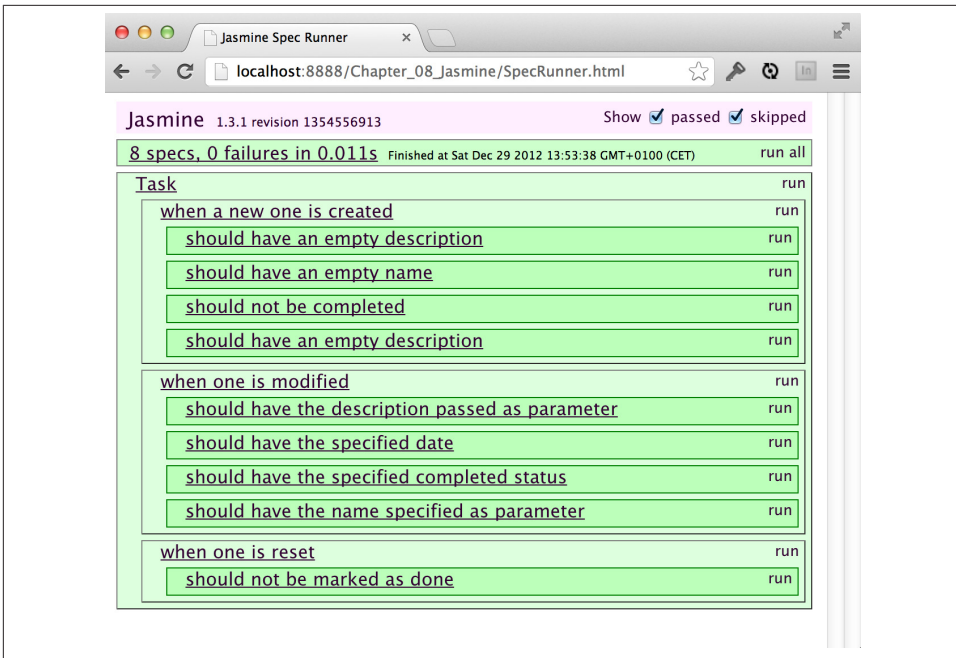 Jasmine Spec Runner
localhost:8888/Chapter_08_Jasmine/SpecRunner.html
In
Jasmine 1.3.1 revision 1354556913 Show passed skipped
8 specs, 0 failures in 0.011s Finished at Sat Dec 29 2012 13:53:38 GMT+0100 (CET) run all
Task run
when a new one is created run
should have an empty description run
should have an empty name run
should not be completed run
should have an empty description run
when one is modified run
should have the description passed as parameter run
should have the specified date run
should have the specified completed status run
should have the name specified as parameter run
when one is reset run
should not be marked as done run